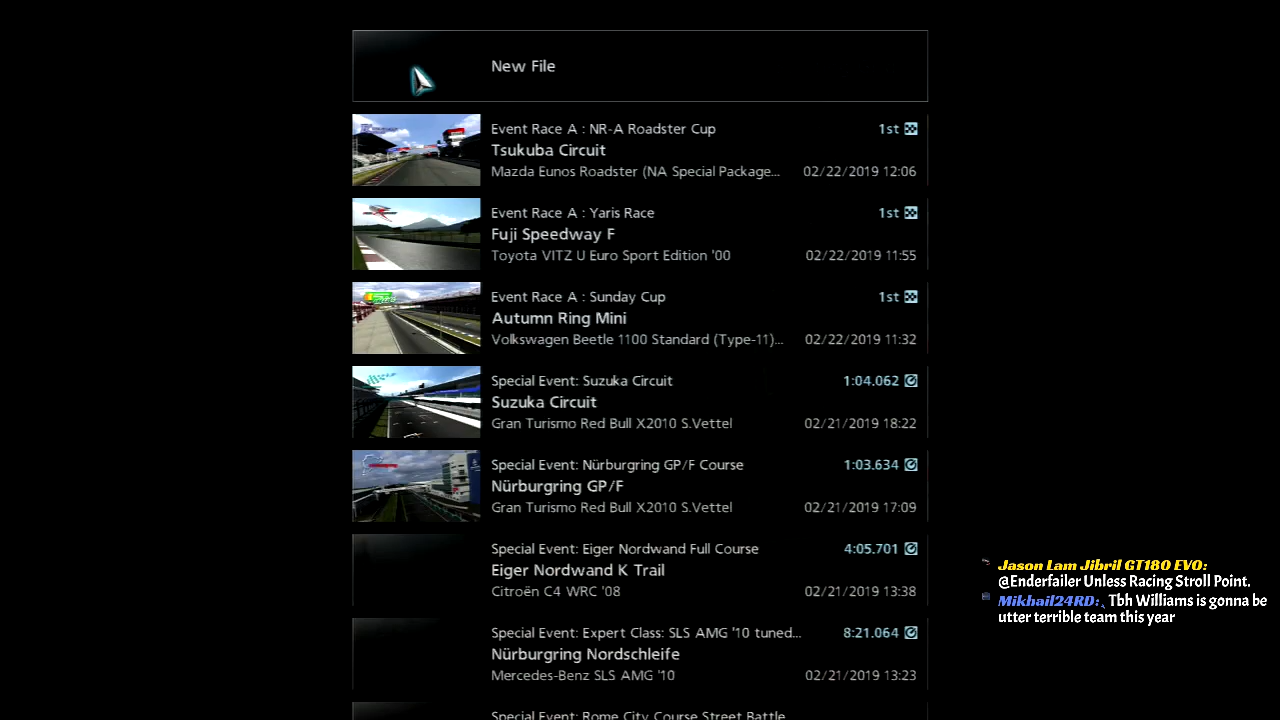 New File
Event Race A : NR-A Roadster Cup 1st
Tsukuba Circuit
Mazda Eunos Roadster (NA Special Package... 02/22/2019 12:06
Event Race A : Yaris Race 1st
Fuji Speedway F
Toyota VITZ U Euro Sport Edition '00 02/22/2019 11:55
Event Race A : Sunday Cup 1st
Autumn Ring Mini
Volkswagen Beetle 1100 Standard (Type-11)... 02/22/2019 11:32
Special Event: Suzuka Circuit 1:04.062
Suzuka Circuit
Gran Turismo Red Bull X2010 S.Vettel 02/21/2019 18:22
Special Event: Nürburgring GP/F Course 1:03.634
Nürburgring GP/F
Gran Turismo Red Bull X2010 S.Vettel 02/21/2019 17:09
Special Event: Eiger Nordwand Full Course 4:05.701
Eiger Nordwand K Trail
Citroën C4 WRC '08 02/21/2019 13:38
Special Event: Expert Class: SLS AMG '10 tuned... 8:21.064
Nürburgring Nordschleife
Mercedes-Benz SLS AMG '10 02/21/2019 13:23
Special Event: Rome City Course Street Battle
Jason Lam Jibril GT180 EVO:
@Enderfailer Unless Racing Stroll Point.
Mikhail24RD: Tbh Williams is gonna be
utter terrible team this year